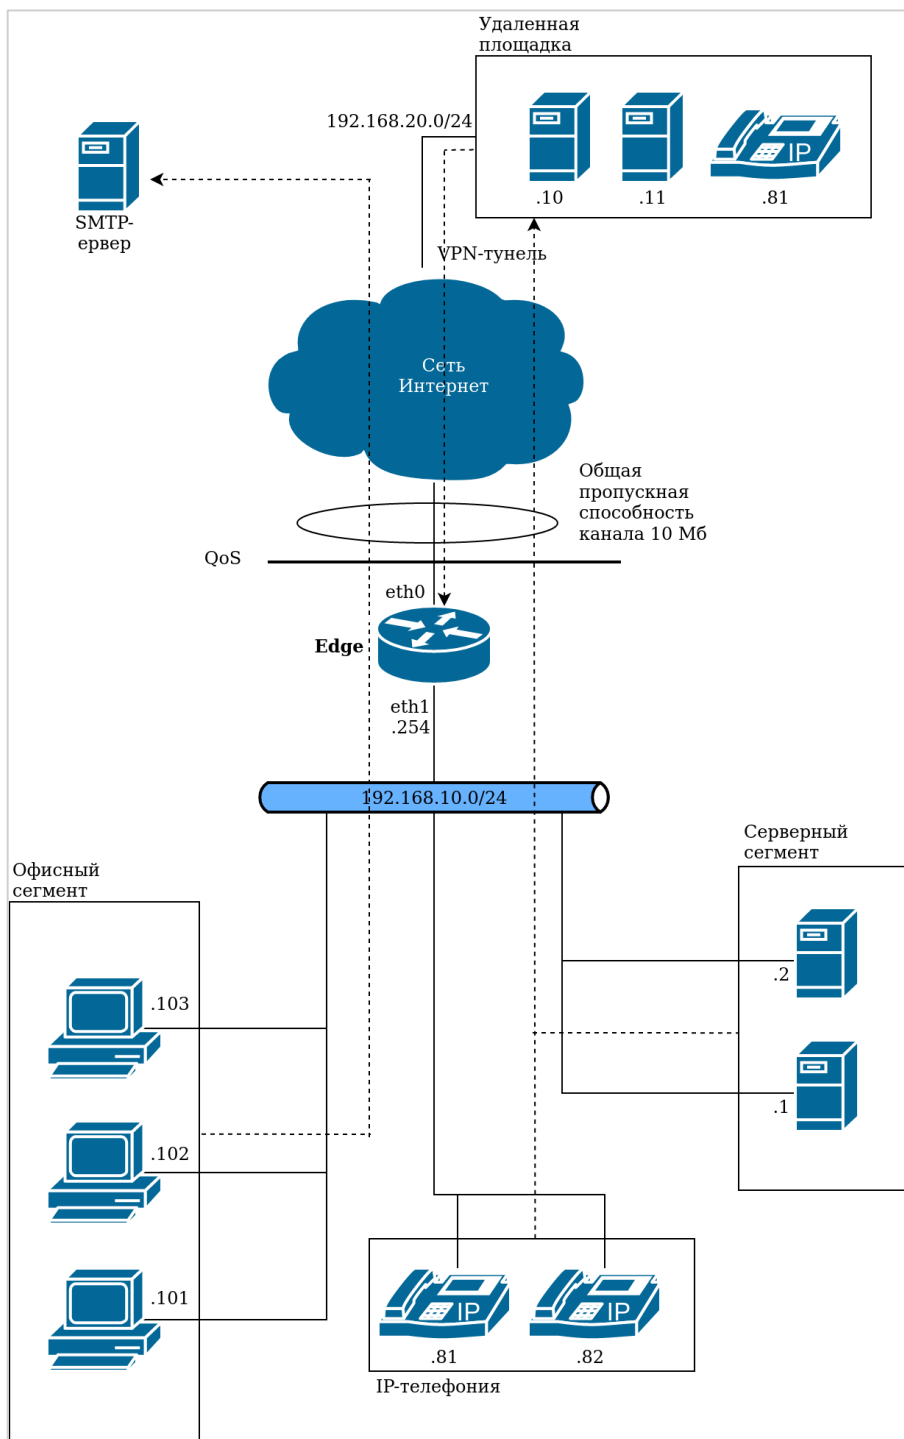 Удаленная
площадка
192.168.20.0/24
IP
.10
.11
.81
SMTP-
ервер
VPN-тунель
Сеть
Интернет
Общая
пропускная
способность
канала 10 Мб
QoS
eth0
Edge
eth1
.254
192.168.10.0/24
Серверный
сегмент
Офисный
сегмент
.2
.103
.1
.102
.101
IP
IP
.81
.82
IP-телефония